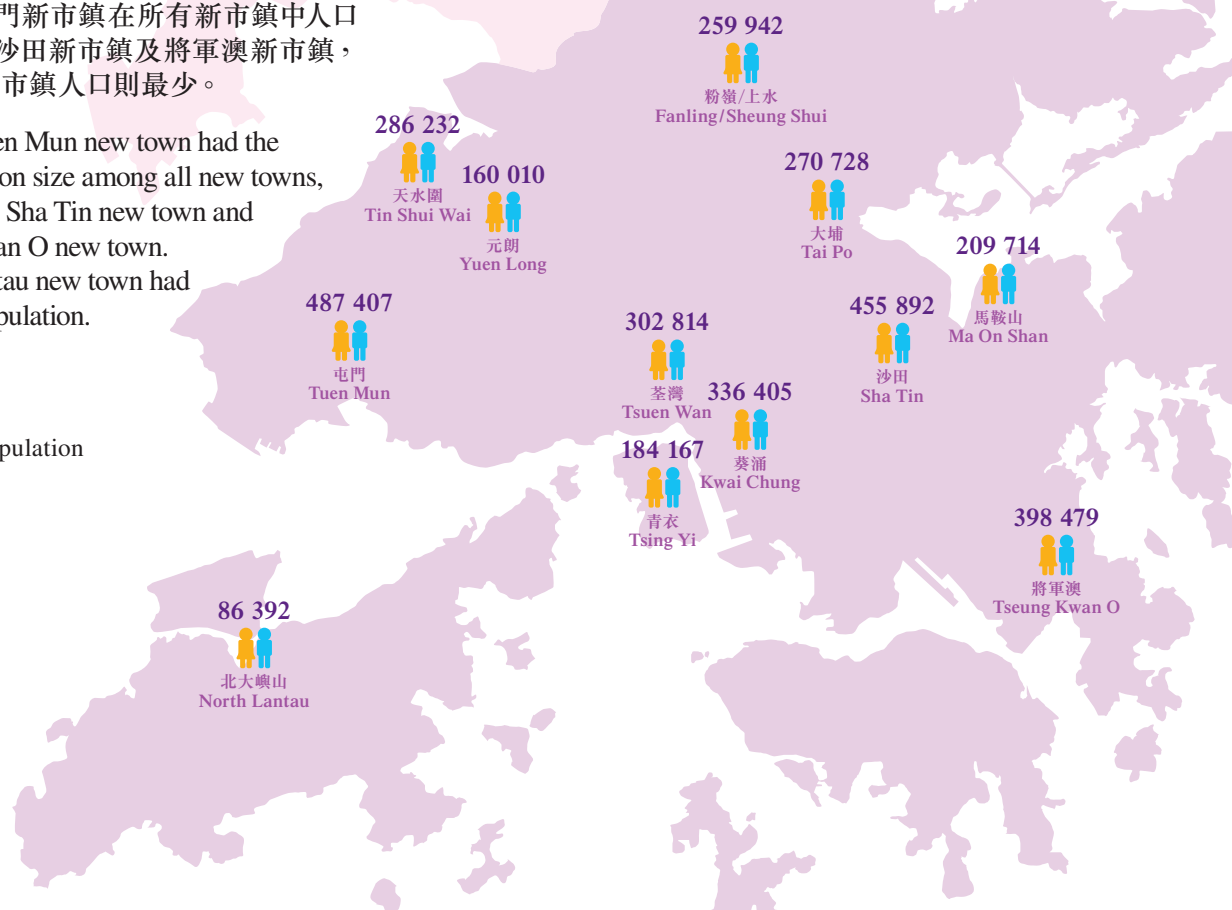 門新市鎮在所有新市鎮中人口
沙田新市鎮及將軍澳新市鎮，
市鎮人口則最少。
en Mun new town had the
on size among all new towns,
Sha Tin new town and
an O new town.
tau new town had
pulation.
pulation
259 942
粉嶺/上水
Fanling/Sheung Shui
286 232
天水圍
Tin Shui Wai
160 010
元朗
Yuen Long
270 728
大埔
Tai Po
209 714
馬鞍山
Ma On Shan
487 407
屯門
Tuen Mun
302 814
荃灣
Tsuen Wan
455 892
沙田
Sha Tin
336 405
葵涌
Kwai Chung
184 167
青衣
Tsing Yi
398 479
將軍澳
Tseung Kwan O
86 392
北大嶼山
North Lantau